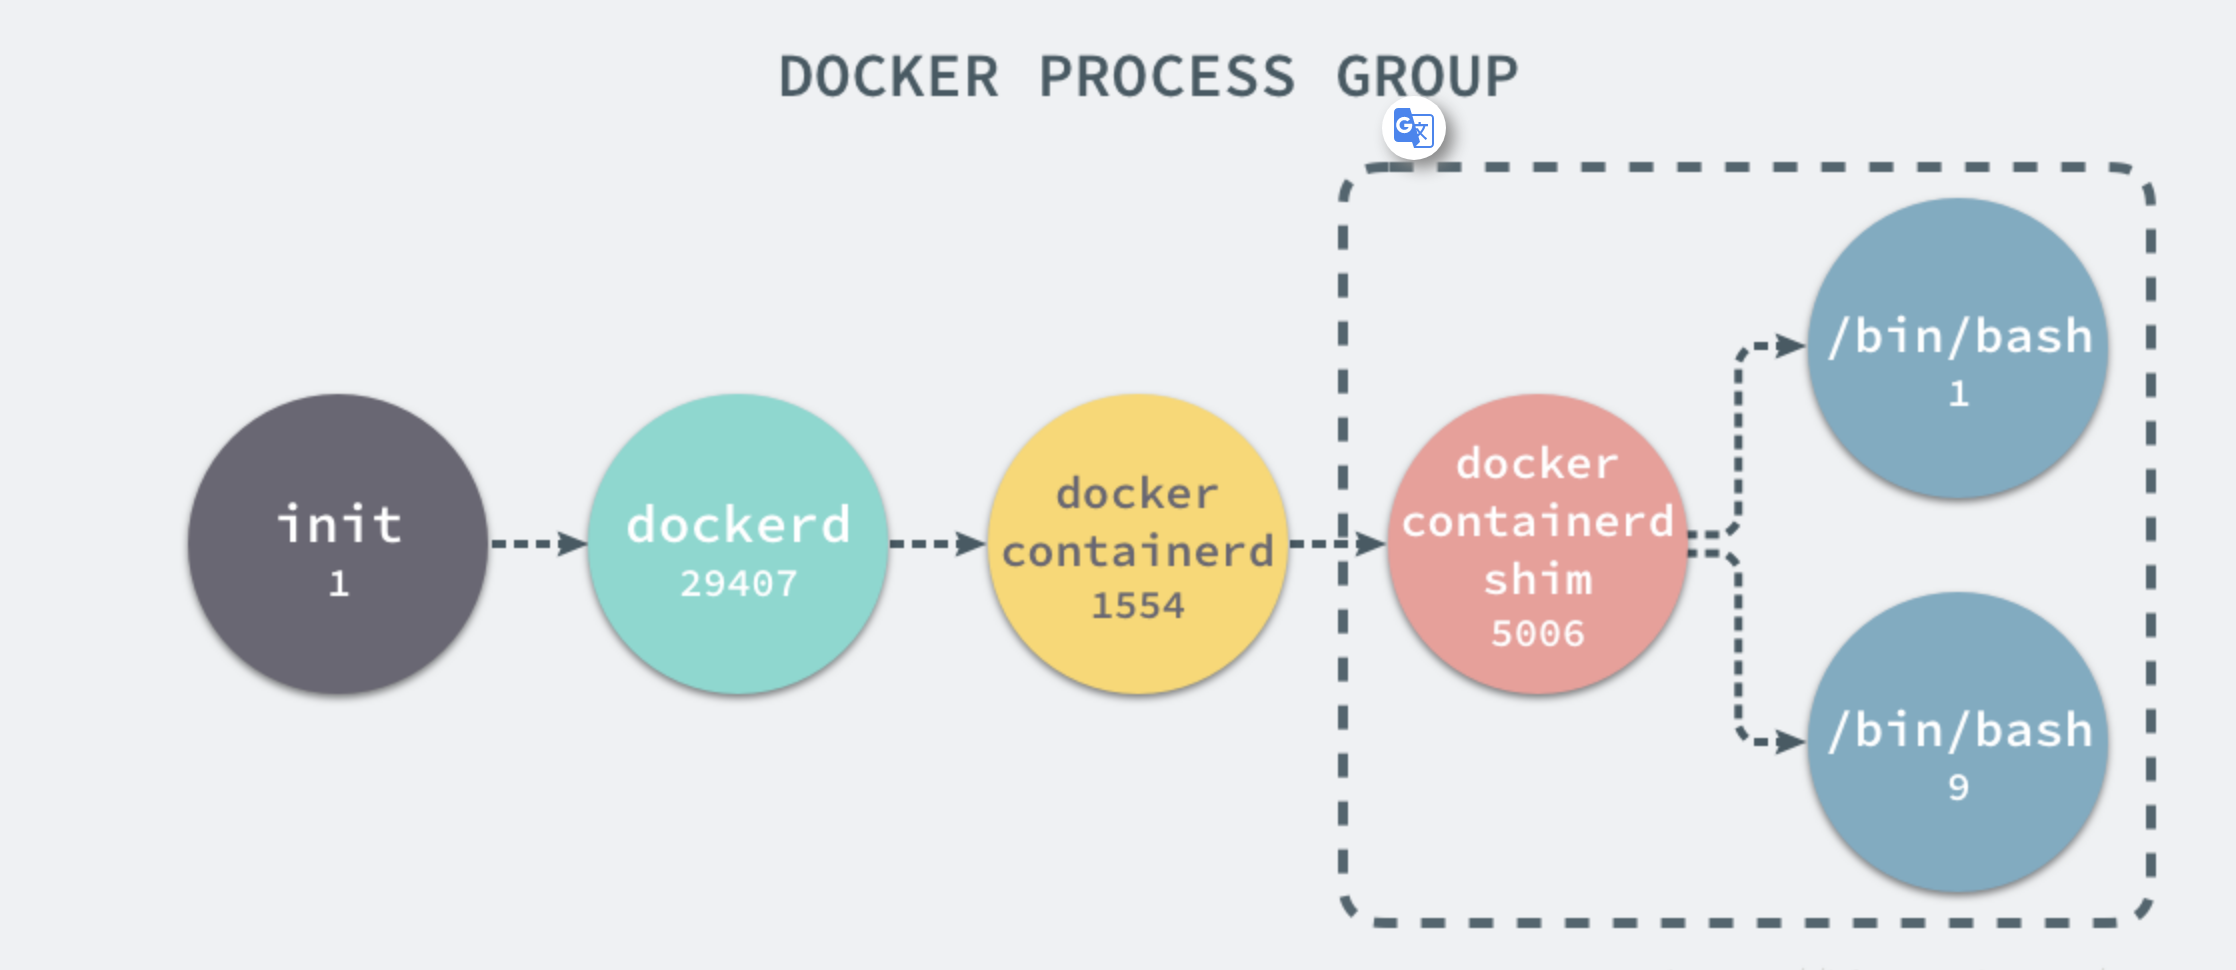 DOCKER PROCESS GROUP
init
1
dockerd
29407
docker
containerd
1554
docker
containerd
shim
5006
/bin/bash
1
/bin/bash
9